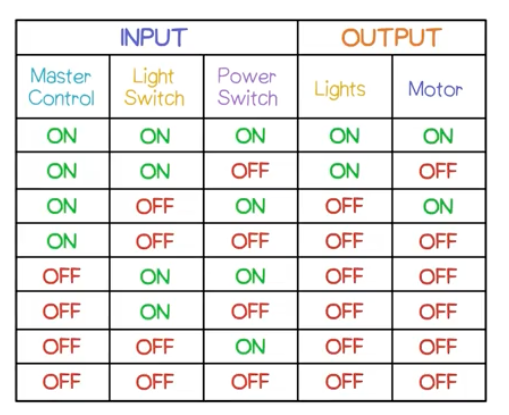 INPUT OUTPUT
Master Control Light Switch Power Switch Lights Motor
ON ON ON ON ON
ON ON OFF ON OFF
ON OFF ON OFF ON
ON OFF OFF OFF OFF
OFF ON ON OFF OFF
OFF ON OFF OFF OFF
OFF OFF ON OFF OFF
OFF OFF OFF OFF OFF